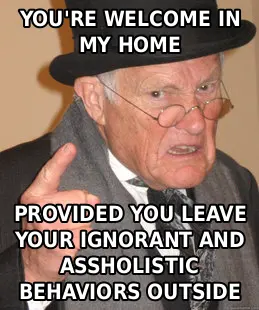 YOU'RE WELCOME IN
MY HOME
PROVIDED YOU LEAVE
YOUR IGNORANT AND
ASSHOLISTIC
BEHAVIORS OUTSIDE